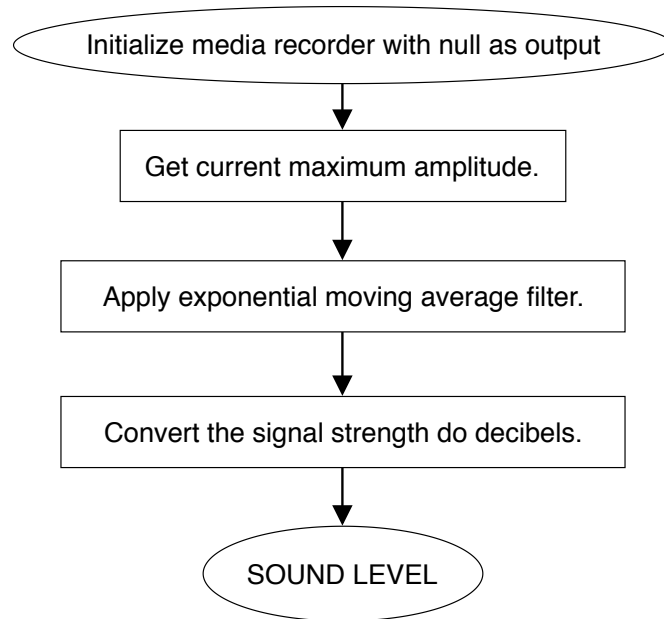 Initialize media recorder with null as output
Get current maximum amplitude.
Apply exponential moving average filter.
Convert the signal strength do decibels.
SOUND LEVEL